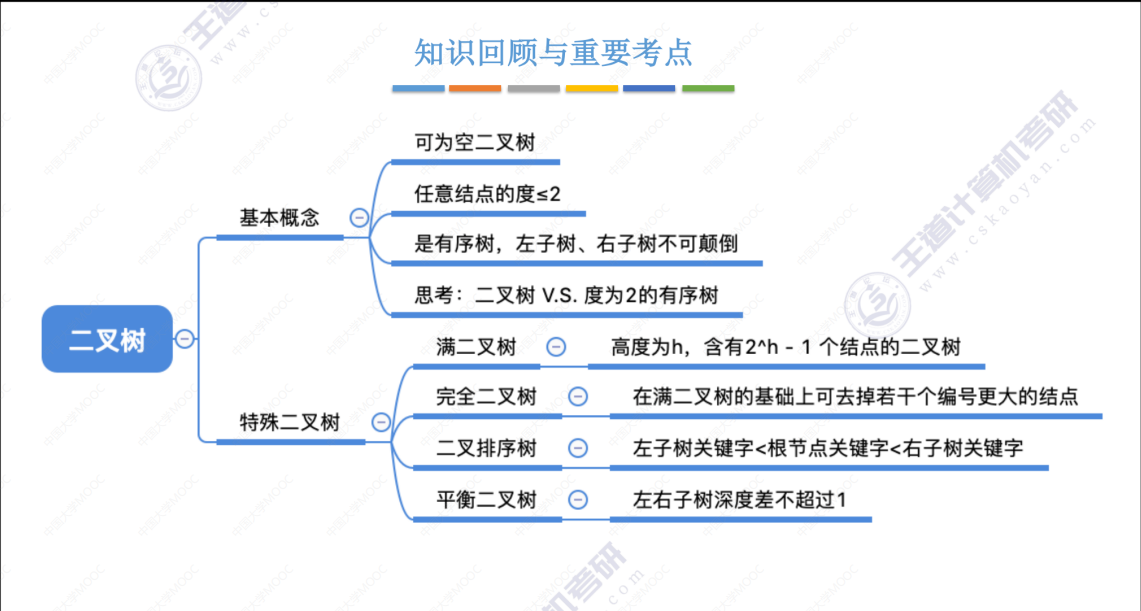 知识回顾与重要考点
二叉树
基本概念
可为空二叉树
任意结点的度≤2
是有序树，左子树、右子树不可颠倒
思考：二叉树 V.S. 度为2的有序树
特殊二叉树
满二叉树
高度为h，含有2^h - 1 个结点的二叉树
完全二叉树
在满二叉树的基础上可去掉若干个编号更大的结点
二叉排序树
左子树关键字<根节点关键字<右子树关键字
平衡二叉树
左右子树深度差不超过1
王道计算机考研
www.cskaoyan.com
中国大学MOOC